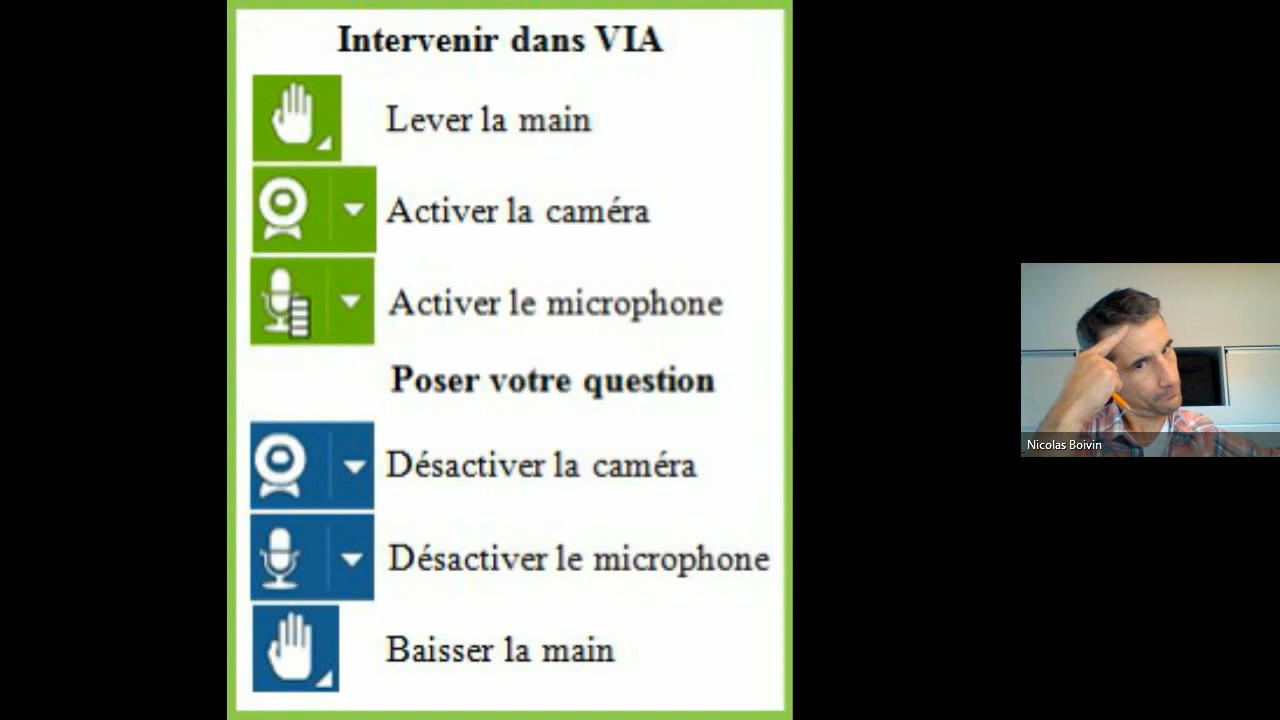 Intervenir dans VIA
Lever la main
Activer la caméra
Activer le microphone
Poser votre question
Désactiver la caméra
Désactiver le microphone
Baisser la main
Nicolas Boivin